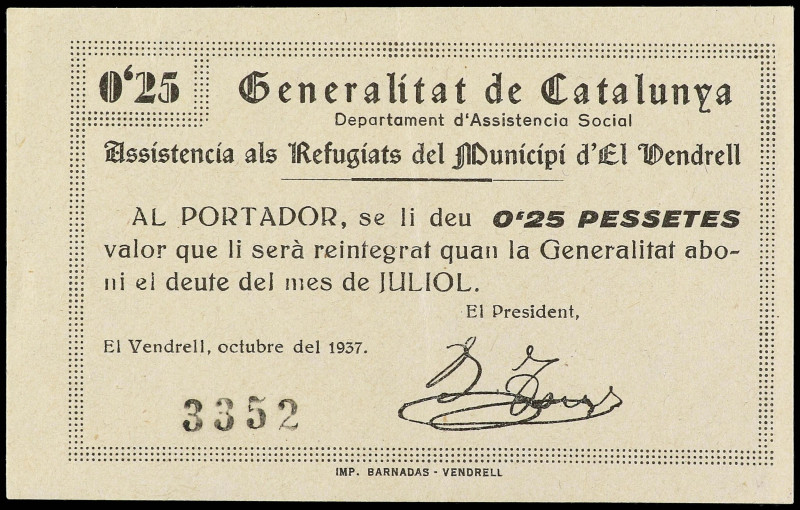 0'25
Generalitat de Catalunya
Departament d'Assistencia Social
Assistencia als Refugiats del Municipi d'El Vendrell
AL PORTADOR, se li deu 0'25 PESSETES
valor que li serà reintegrat quan la Generalitat abo-
ni el deute del mes de JULIOL.
El President,
El Vendrell, octubre del 1937.
3352
IMP. BARNADAS - VENDRELL